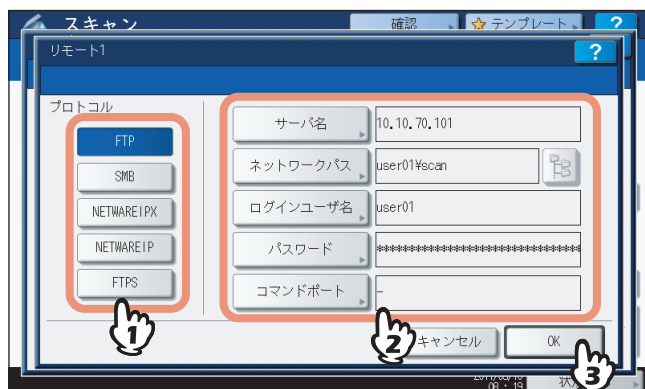 スキャン 確認 テンプレート ?
リモート1 ?
プロトコル
FTP
SMB
NETWAREIPX
NETWAREIP
FTPS
サーバ名 10.10.70.101
ネットワークパス user01¥scan
ログインユーザ名 user01
パスワード ************************************
コマンドポート -
1
2
キャンセル OK
3
08:19